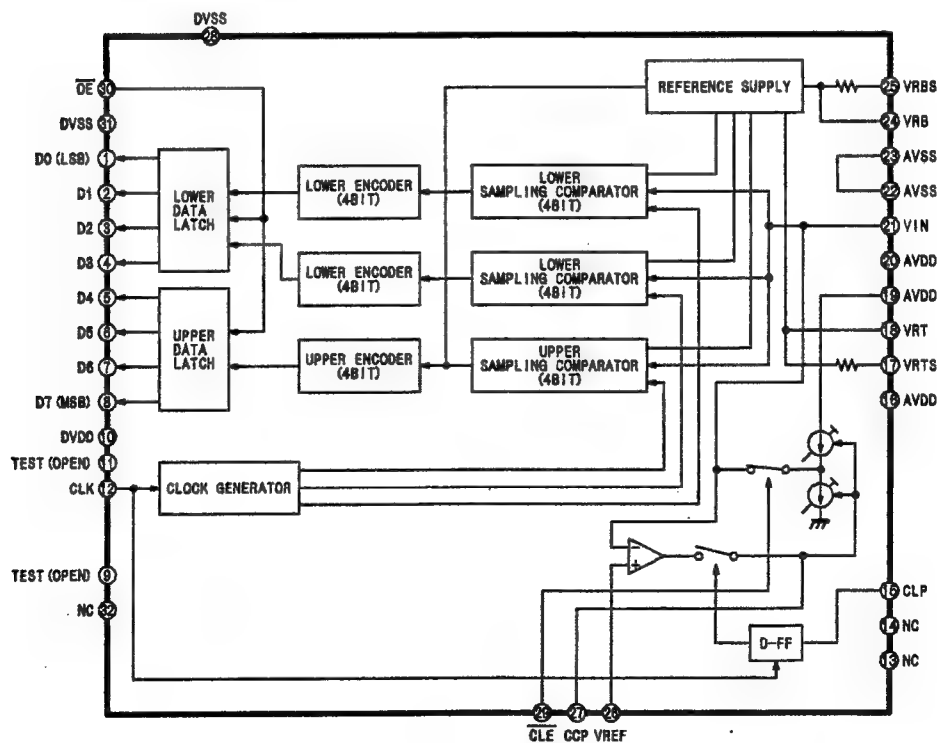 DVSS
28
OE
30
DVSS
31
D0 (LSB)
1
D1
2
D2
3
D3
4
D4
5
D5
6
D6
7
D7 (MSB)
8
DVDD
10
TEST (OPEN)
11
CLK
12
TEST (OPEN)
9
NC
32
LOWER
DATA
LATCH
UPPER
DATA
LATCH
LOWER ENCODER
(4BIT)
LOWER ENCODER
(4BIT)
UPPER ENCODER
(4BIT)
CLOCK GENERATOR
REFERENCE SUPPLY
LOWER
SAMPLING COMPARATOR
(4BIT)
LOWER
SAMPLING COMPARATOR
(4BIT)
UPPER
SAMPLING COMPARATOR
(4BIT)
−
+
D-FF
25 VRBS
24 VRB
23 AVSS
22 AVSS
21 VIN
20 AVDD
19 AVDD
18 VRT
17 VRTS
16 AVDD
15 CLP
14 NC
13 NC
29 27 26
CLE CCP VREF